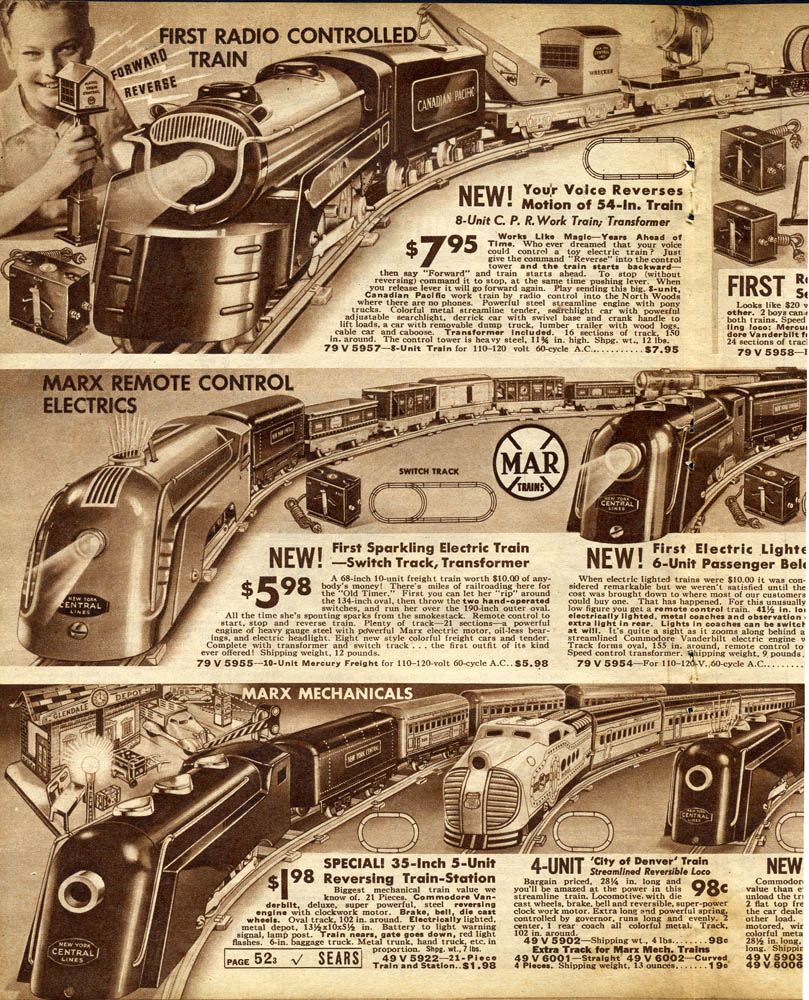 FIRST RADIO CONTROLLED
TRAIN
FORWARD
REVERSE
CANADIAN PACIFIC
WRECKER
NEW! Your Voice Reverses
Motion of 54-In. Train
8-Unit C. P. R. Work Train; Transformer
$7.95
Works Like Magic—Years Ahead of
Time. Who ever dreamed that your voice
could control a toy electric train? Just
give the command "Reverse" into the control
tower and the train starts backward—
then say "Forward" and train starts ahead. To stop (without
reversing) command it to stop, at the same time pushing lever. When
you release lever it will go forward again. Play sending this big, 8-unit,
Canadian Pacific work train by radio control into the North Woods
where there are no phones. Powerful steel streamline engine with pony
trucks. Colorful metal streamline tender, searchlight car with powerful
adjustable searchlight, derrick car with swivel base and crank handle to
lift loads, a car with removable dump truck, lumber trailer with wood logs,
tie car and caboose. Transformer included. 16 sections of track, 130
in. around. The control tower is heavy steel, 11⅜ in. high. Shpg. wt., 12 lbs.
79 V 5957—8-Unit Train for 110-120 volt 60-cycle A.C...........$7.95
FIRST
Looks like $20
other. 2 boys can
both trains. Speed
ling loco: Mercu
dore Vanderbilt fr
24 sections of trac
79 V 5958—
MARX REMOTE CONTROL
ELECTRICS
NEW YORK
CENTRAL
LINES
SWITCH TRACK
MAR
TRAINS
NEW YORK
CENTRAL
LINES
NEW! First Sparkling Electric Train
—Switch Track, Transformer
$5.98
A 68-inch 10-unit freight train worth $10.00 of any-
body's money! There's miles of railroading here for
the "Old Timer." First you can let her "rip" around
the 134-inch oval, then throw the two hand-operated
switches, and run her over the 190-inch outer oval.
All the time she's spouting sparks from the smokestack. Remote control to
start, stop and reverse train. Plenty of track—21 sections—a powerful
engine of heavy gauge steel with powerful Marx electric motor, oil-less bear-
ings, and electric headlight. Eight new style colorful freight cars and tender.
Complete with transformer and switch track . . . the first outfit of its kind
ever offered! Shipping weight, 12 pounds.
79 V 5955—10-Unit Mercury Freight for 110-120-volt 60-cycle A.C..$5.98
NEW! First Electric Lighte
6-Unit Passenger Belo
When electric lighted trains were $10.00 it was con-
sidered remarkable but we weren't satisfied until the
cost was brought down to where most of our customers
could buy one. That has happened. For this unusually
low figure you get a remote control train. 41½ in. lon
electrically lighted, metal coaches and observation
extra light in rear. Lights in coaches can be switch
at will. It's quite a sight as it zooms along behind a
streamlined Commodore Vanderbilt electric engine w
Track forms oval, 155 in. around, remote control to
Speed control transformer. Shipping weight, 9 pounds.
79 V 5954—For 110-120-V., 60-cycle A.C.......
MARX MECHANICALS
GLENDALE DEPOT
NEW YORK CENTRAL
NEW YORK
CENTRAL
LINES
CENTRAL
LINES
SPECIAL! 35-Inch 5-Unit
Reversing Train-Station
$1.98
Biggest mechanical train value we
know of. 21 Pieces. Commodore Van-
derbilt, deluxe, super powerful, steel reversing
engine with clockwork motor. Brake, bell, die cast
wheels. Oval track, 102 in. around. Electrically lighted,
metal depot, 13½x10x5½ in. Battery to light warning
signal, lamp post. Train nears, gate goes down, red light
flashes. 6-in. baggage truck. Metal trunk, hand truck, etc. in
proportion. Shpg. wt., 7 lbs.
49 V 5922—21-Piece
Train and Station..$1.98
PAGE 523 ✓ SEARS
4-UNIT 'City of Denver' Train
Streamlined Reversible Loco
98c
Bargain priced, 28¼ in. long and
you'll be amazed at the power in this
streamline train. Locomotive with die
cast wheels, brake, bell and reversible, super-power
clock work motor. Extra long and powerful spring,
controlled by governor, runs long and evenly. 2
center, 1 rear coach all colorful metal. Track,
102 in. around.
49 V 5902—Shipping wt., 4 lbs.......98c
Extra Track for Marx Mech. Trains
49 V 6001—Straight 49 V 6002—Curved
4 Pieces. Shipping weight, 13 ounces.......19c
NEW
Commodor
value than e
unload the tr
2 flat top fr
the car deal
other load.
motored, wi
colorful met
28½ in. long,
long. Shippin
49 V 5903
49 V 6006